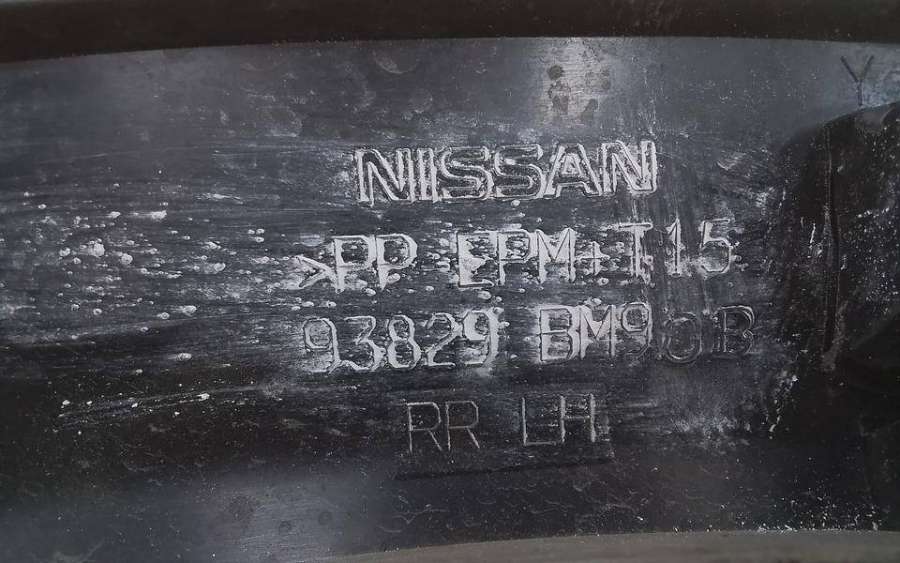 Y
NISSAN
>PP EPM+T15
93829 BM90B
RR LH